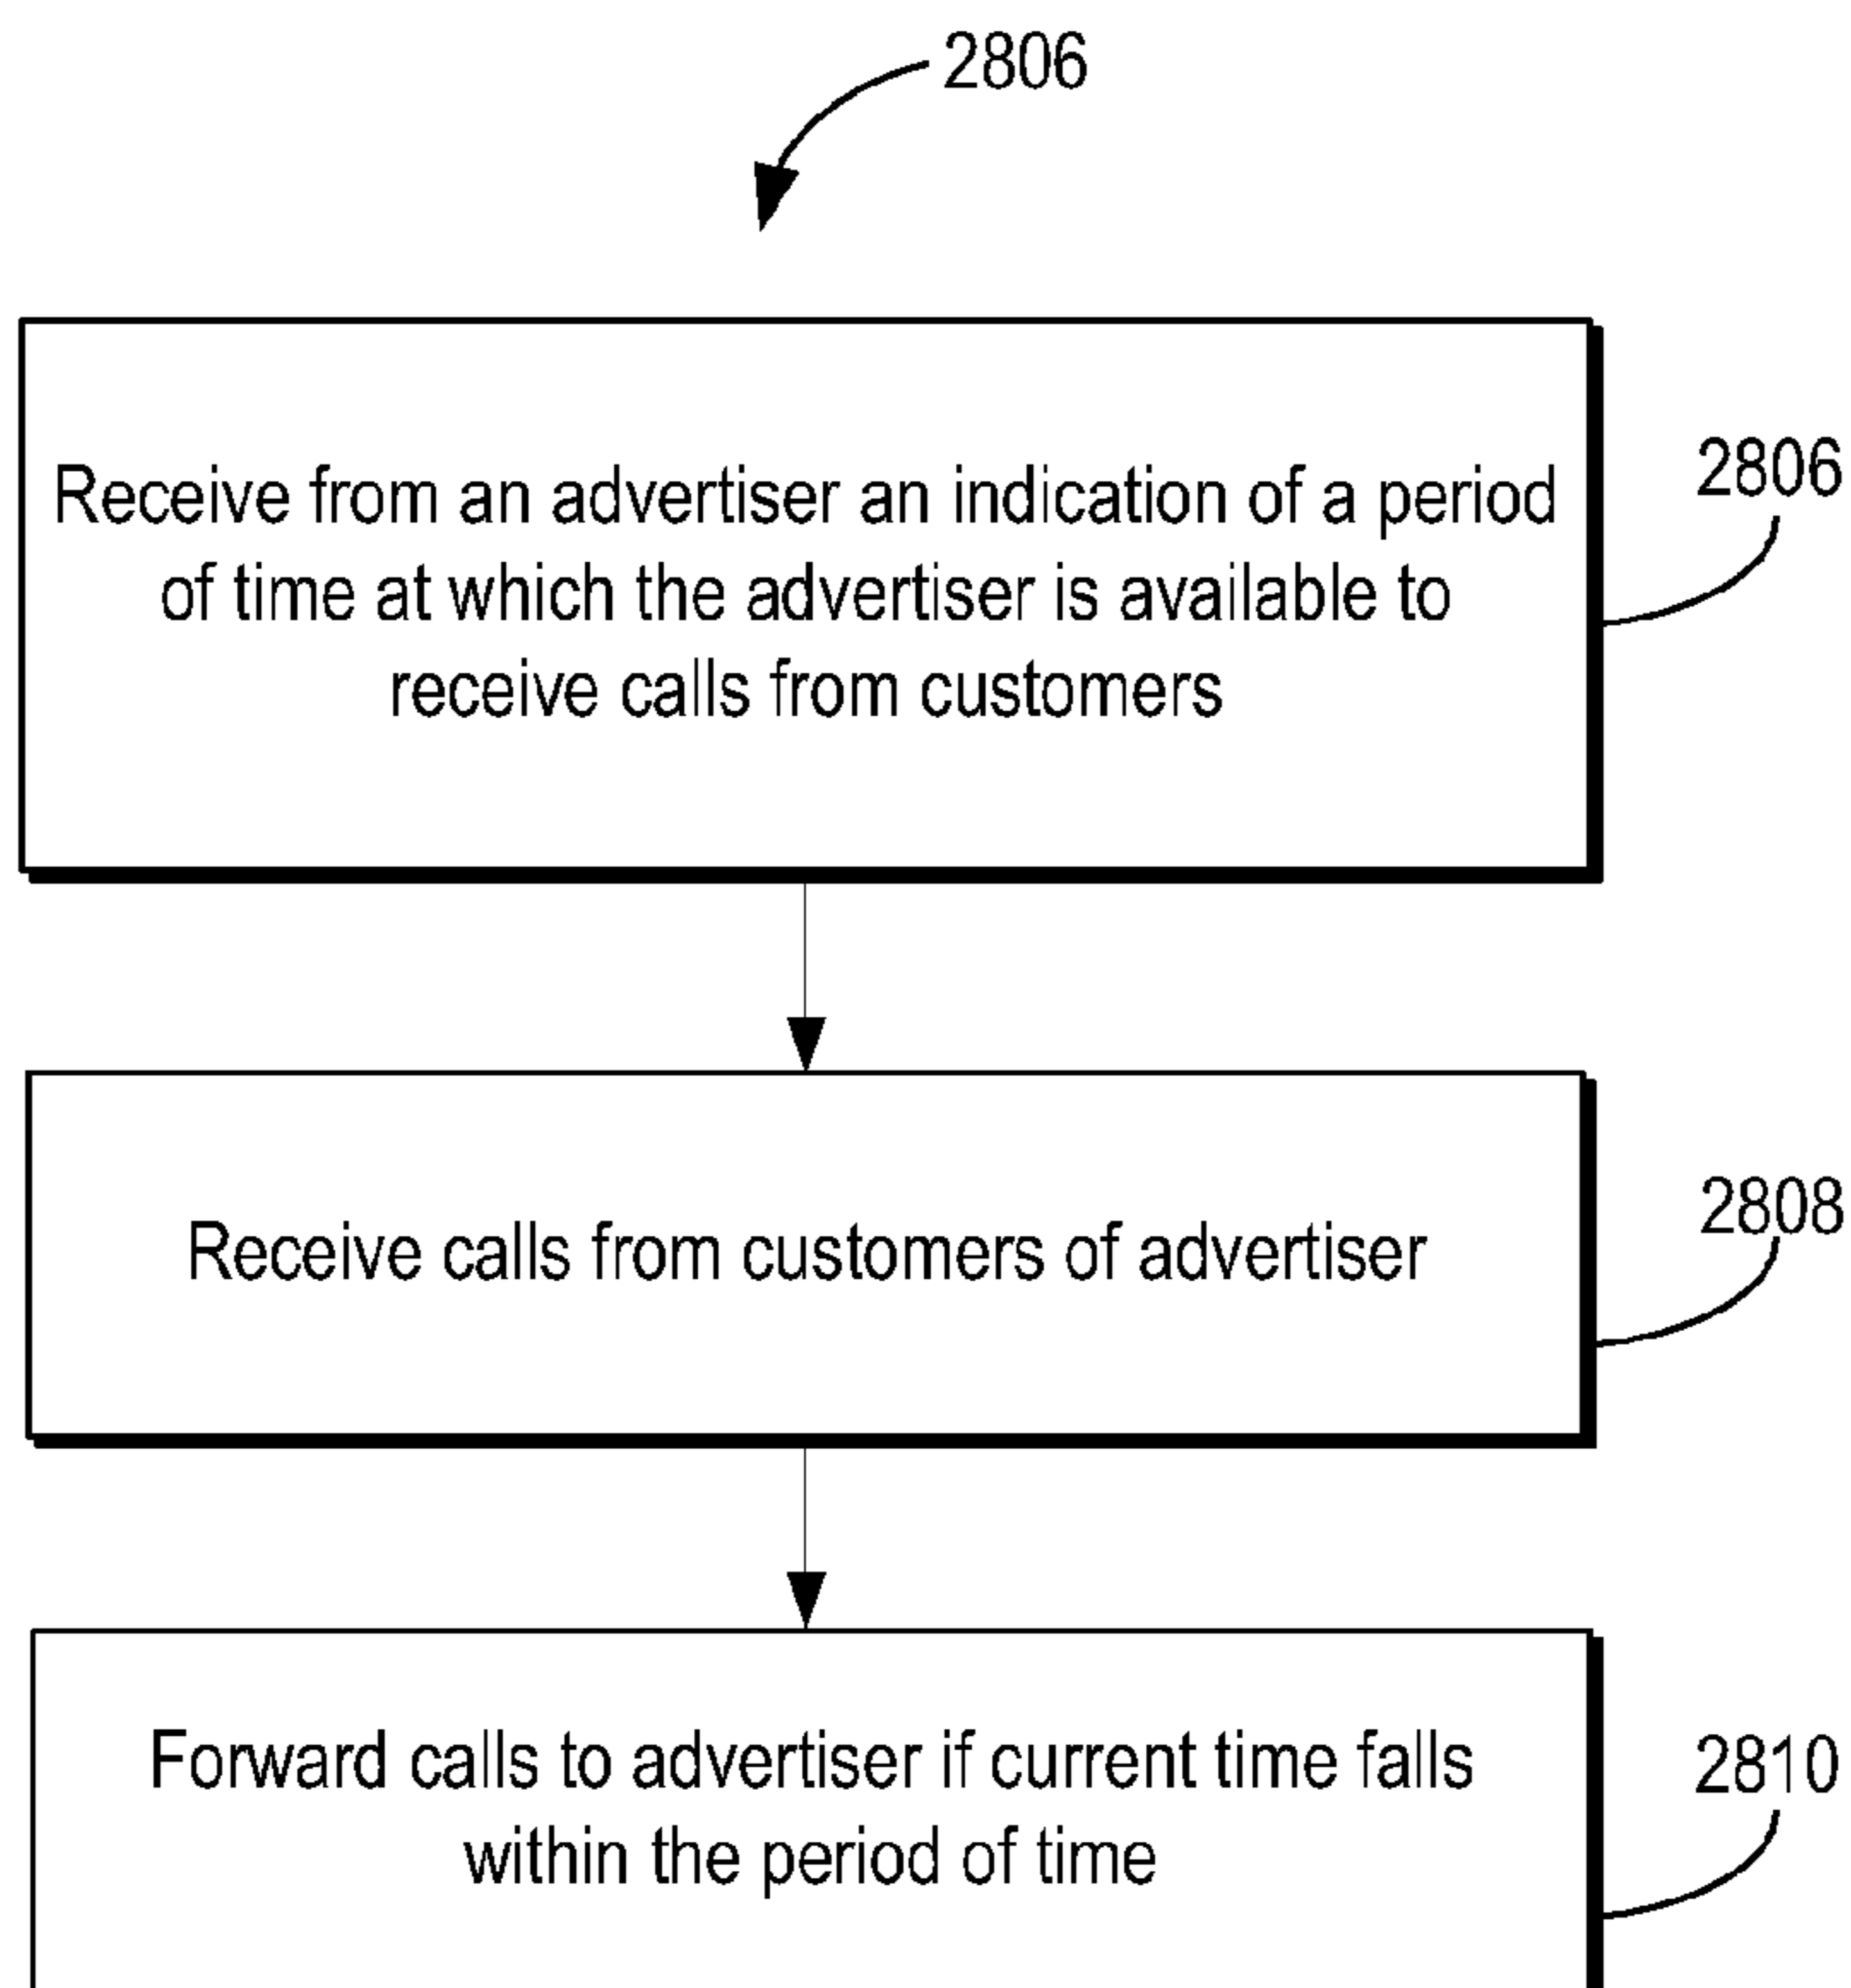 2806
Receive from an advertiser an indication of a period
2806
of time at which the advertiser is available to
receive calls from customers
Receive calls from customers of advertiser
2808
Forward calls to advertiser if current time falls
2810
within the period of time